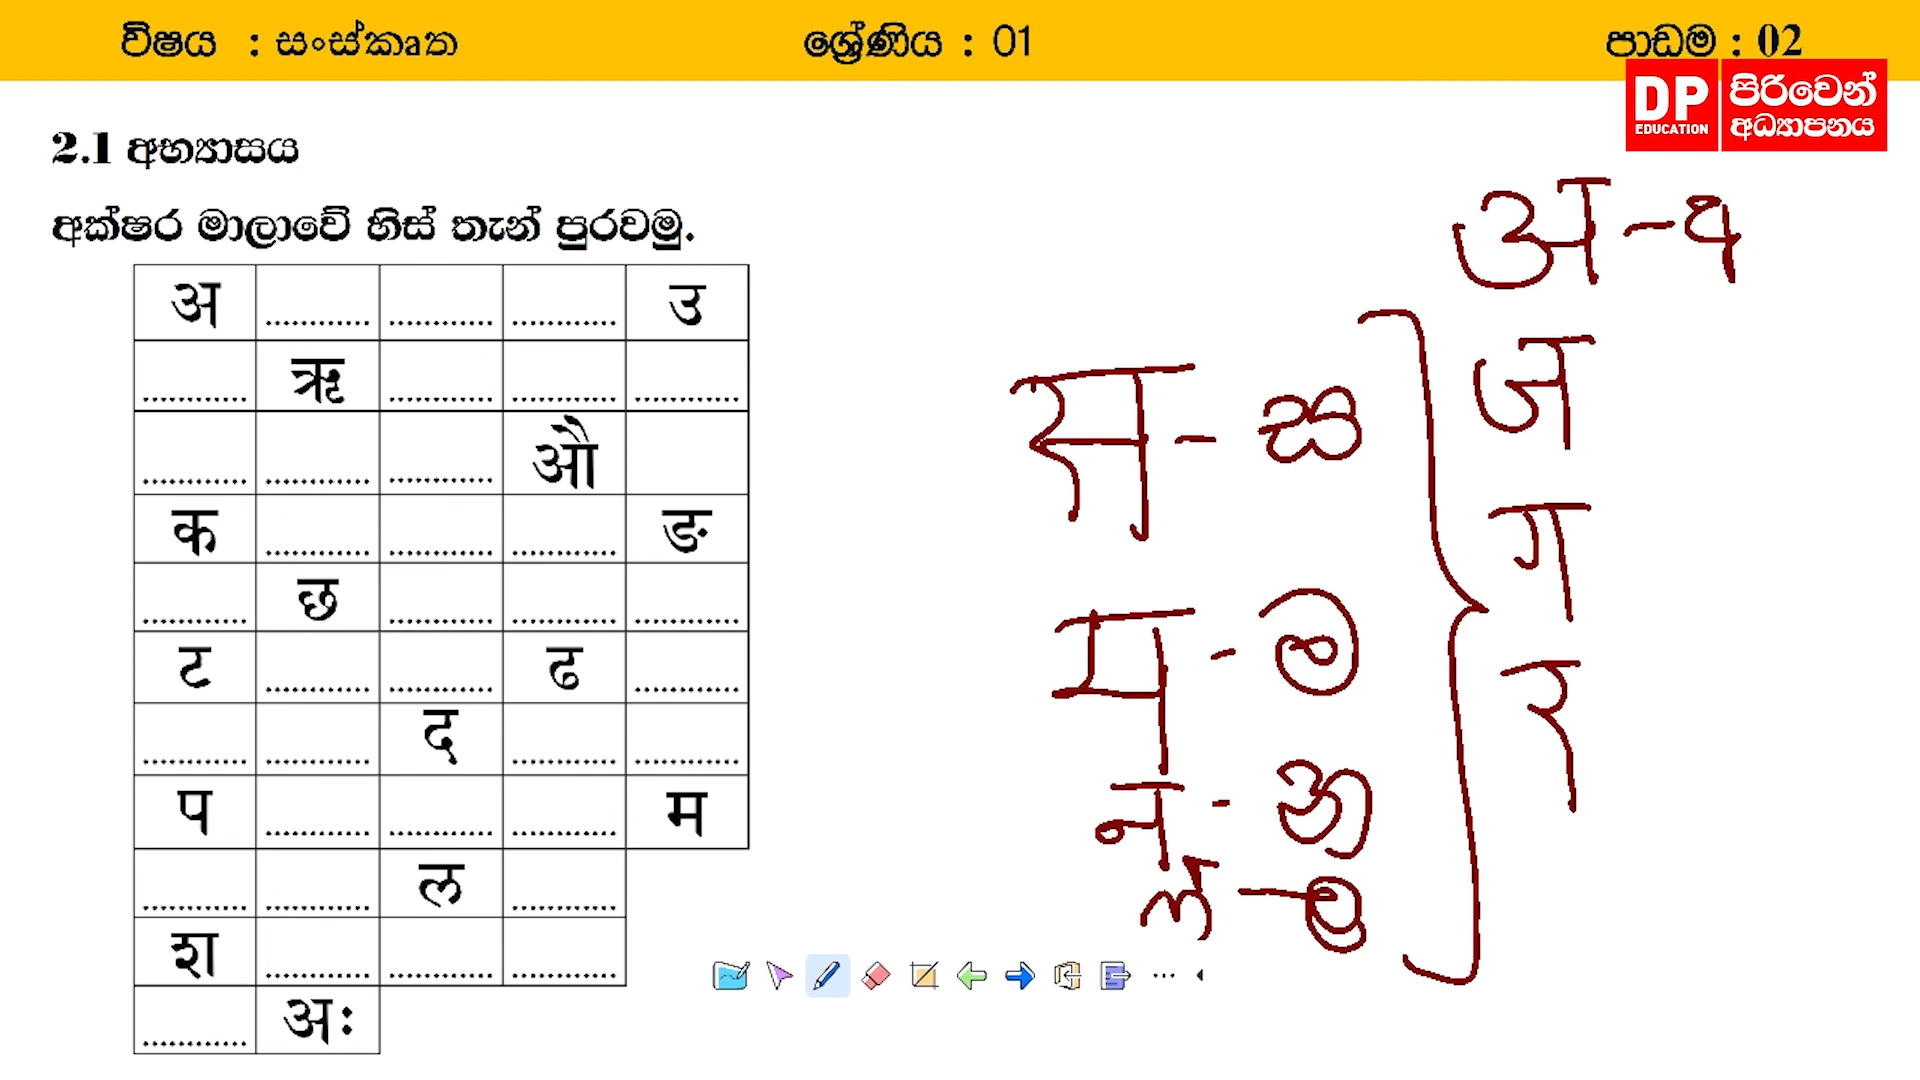 විෂය : සංස්කෘත ශ්‍රේණිය : 01 පාඩම : 02
DP EDUCATION පිරිවෙන් අධ්‍යාපනය
2.1 අභ්‍යාසය
අක්ෂර මාලාවේ හිස් තැන් පුරවමු.
अ ............ ............ ............ उ
............ ऋ ............ ............ ............
............ ............ ............ औ
क ............ ............ ............ ङ
............ छ ............ ............ ............
ट ............ ............ ढ ............
............ ............ द ............ ............
प ............ ............ ............ म
............ ............ ल ............
श ............ ............ ............
............ अः
अ -
स - ස
ज
ग
म - ම
र
न - න